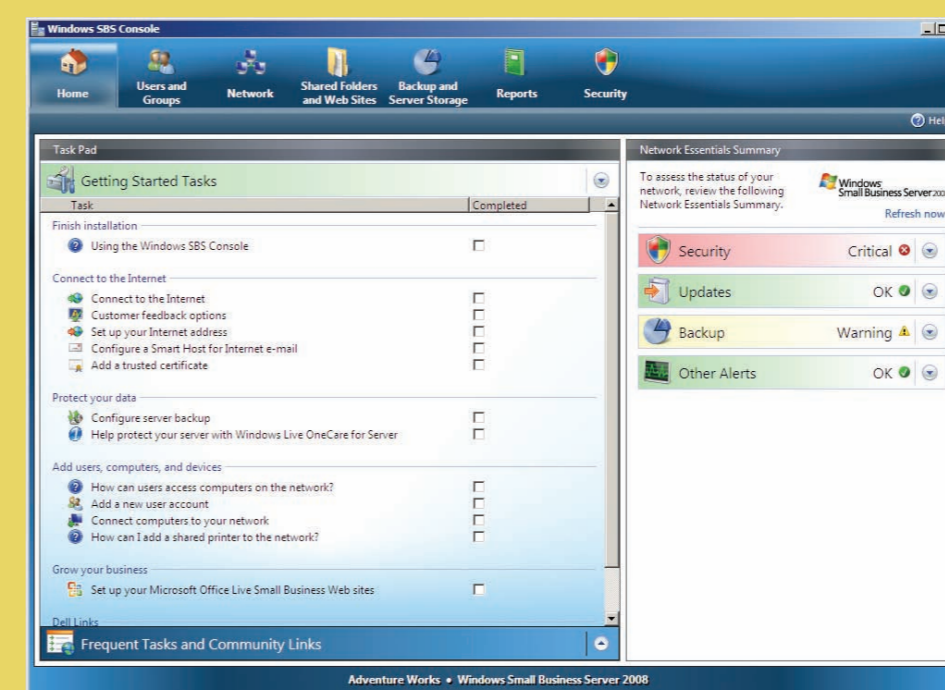 Windows SBS Console
Home
Users and
Groups
Network
Shared Folders
and Web Sites
Backup and
Server Storage
Reports
Security
Task Pad
Getting Started Tasks
Task Completed
Finish installation
Using the Windows SBS Console
Connect to the Internet
Connect to the Internet
Customer feedback options
Set up your Internet address
Configure a Smart Host for Internet e-mail
Add a trusted certificate
Protect your data
Configure server backup
Help protect your server with Windows Live OneCare for Server
Add users, computers, and devices
How can users access computers on the network?
Add a new user account
Connect computers to your network
How can I add a shared printer to the network?
Grow your business
Set up your Microsoft Office Live Small Business Web sites
Dell Links
Frequent Tasks and Community Links
Hel
Network Essentials Summary
To assess the status of your
network, review the following
Network Essentials Summary.
Windows
Small Business Server 200
Refresh now
Security Critical
Updates OK
Backup Warning
Other Alerts OK
Adventure Works • Windows Small Business Server 2008